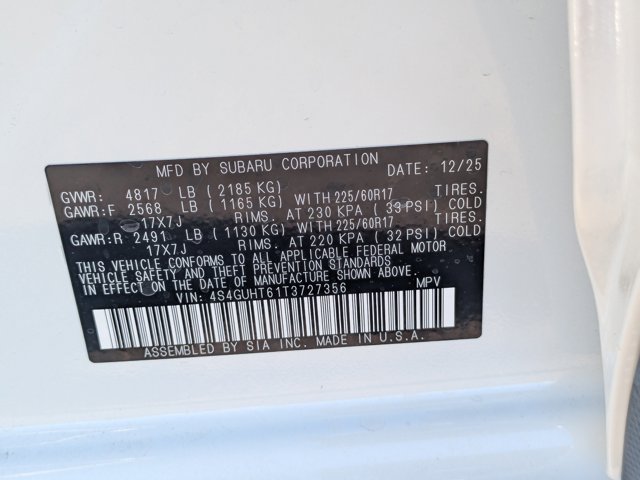 MFD BY SUBARU CORPORATION DATE: 12/25
GVWR: 4817 LB ( 2185 KG)
GAWR:F 2568 LB ( 1165 KG) WITH 225/60R17 TIRES.
17X7J RIMS. AT 230 KPA ( 33 PSI) COLD
GAWR:R 2491 LB ( 1130 KG) WITH 225/60R17 TIRES.
17X7J RIMS. AT 220 KPA ( 32 PSI) COLD
THIS VEHICLE CONFORMS TO ALL APPLICABLE FEDERAL MOTOR
VEHICLE SAFETY AND THEFT PREVENTION STANDARDS
IN EFFECT ON THE DATE OF MANUFACTURE SHOWN ABOVE.
VIN: 4S4GUHT61T3727356 MPV
ASSEMBLED BY SIA INC. MADE IN U.S.A.